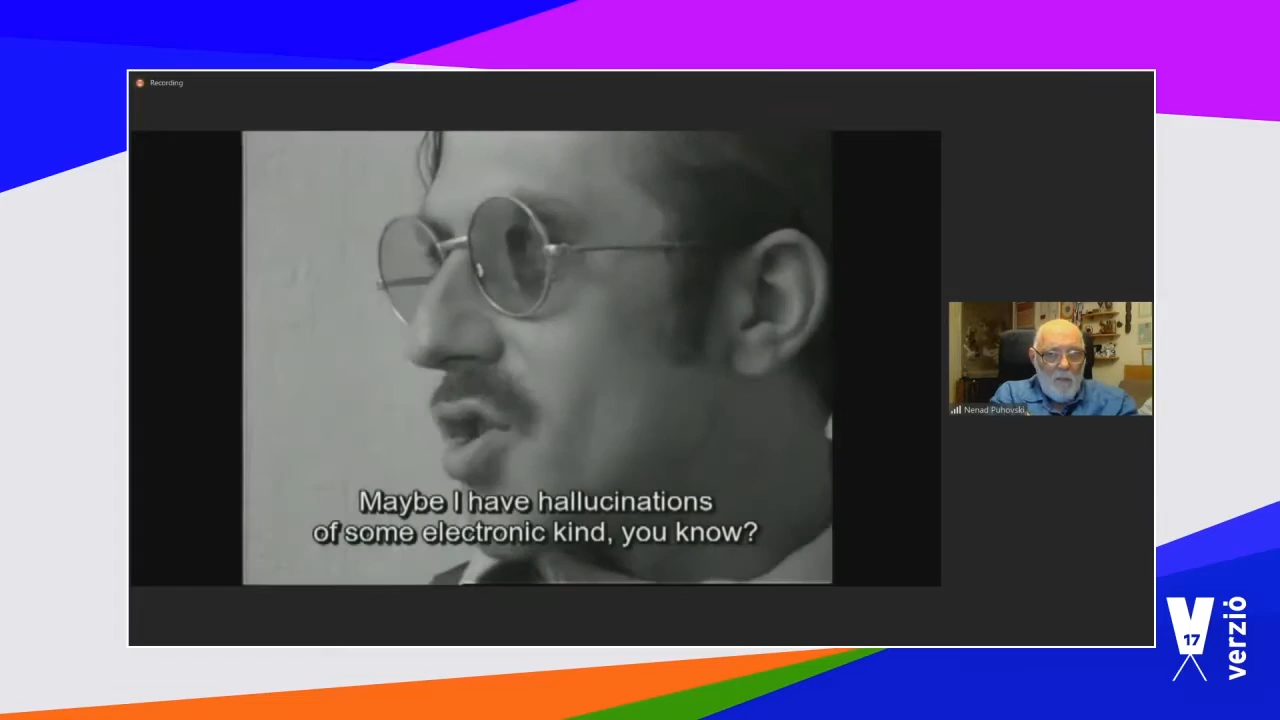 Recording
Maybe I have hallucinations
of some electronic kind, you know?
Nenad Puhovski
17
verzió